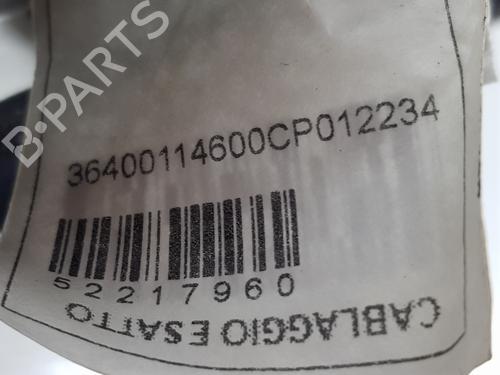 36400114600CP012234
52217960
CABLAGGIO ESATTO
B-PARTS